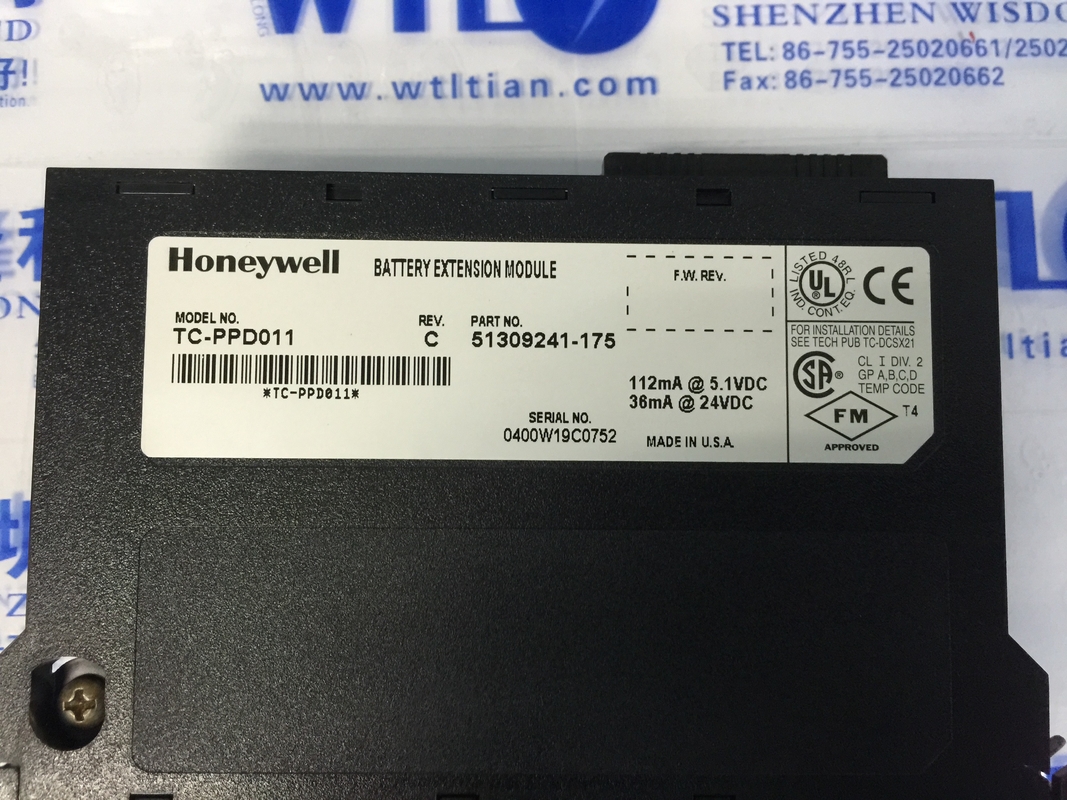 WTL
SHENZHEN WISDO
TEL: 86-755-25020661/2502
Fax: 86-755-25020662
www.wtltian.com
Honeywell
BATTERY EXTENSION MODULE
F.W. REV.
MODEL NO.
TC-PPD011
REV.
C
PART NO.
51309241-175
*TC-PPD011*
112mA @ 5.1VDC
36mA @ 24VDC
SERIAL NO.
0400W19C0752
MADE IN U.S.A.
LISTED 48RL
UL
IND. CONT. EQ.
CE
FOR INSTALLATION DETAILS
SEE TECH PUB TC-DCSX21
SA
CL I DIV. 2
GP A,B,C,D
TEMP CODE
T4
FM
APPROVED